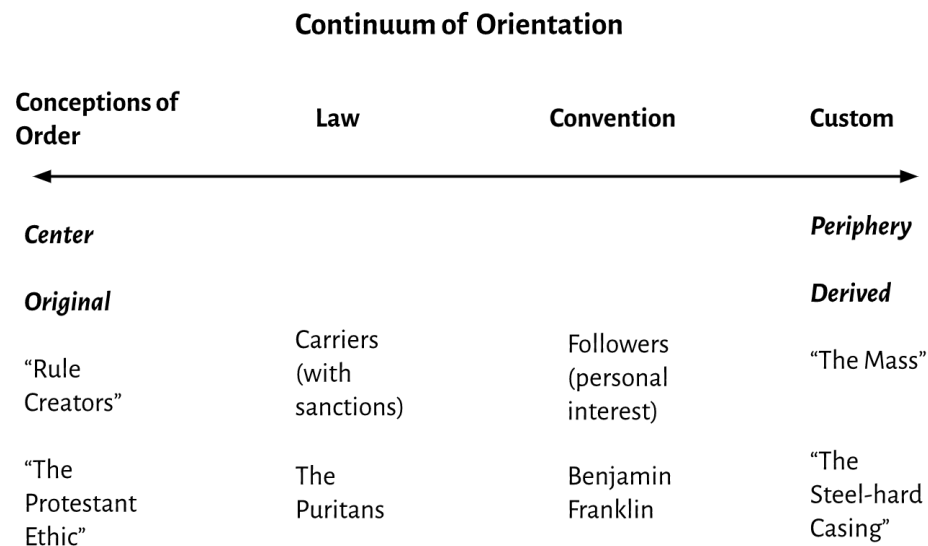 Continuum of Orientation
Conceptions of
Order
Law
Convention
Custom
Center
Periphery
Original
Derived
“Rule
Creators”
Carriers
(with
sanctions)
Followers
(personal
interest)
“The Mass”
“The
Protestant
Ethic”
The
Puritans
Benjamin
Franklin
“The
Steel-hard
Casing”